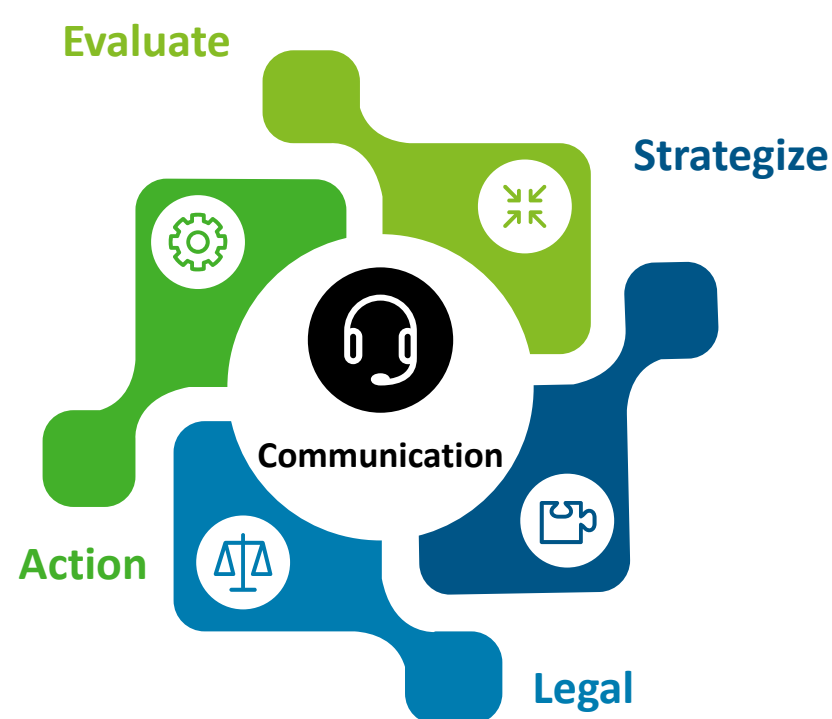 Evaluate
Strategize
Communication
Action
Legal